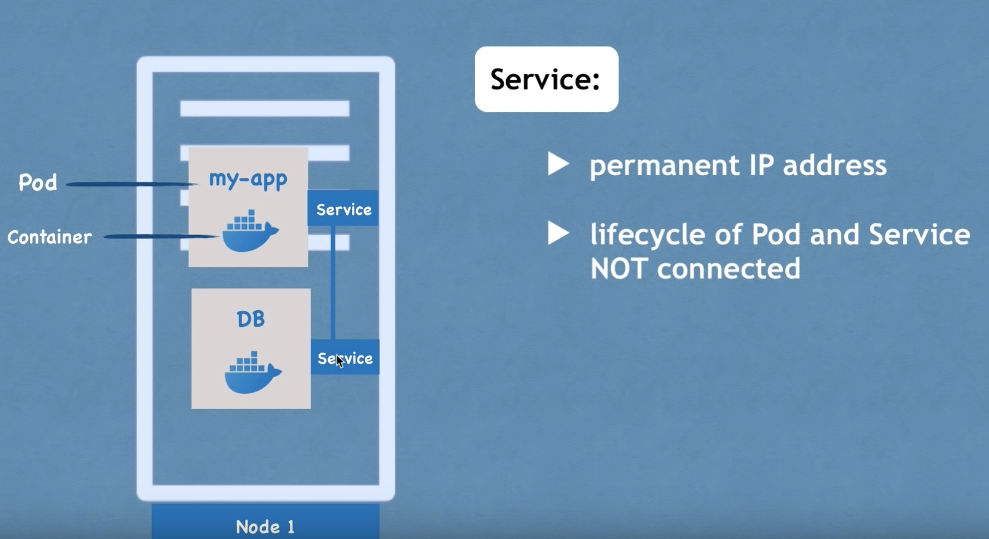 Service:
permanent IP address
lifecycle of Pod and Service
NOT connected
Pod
Container
my-app
Service
DB
Service
Node 1